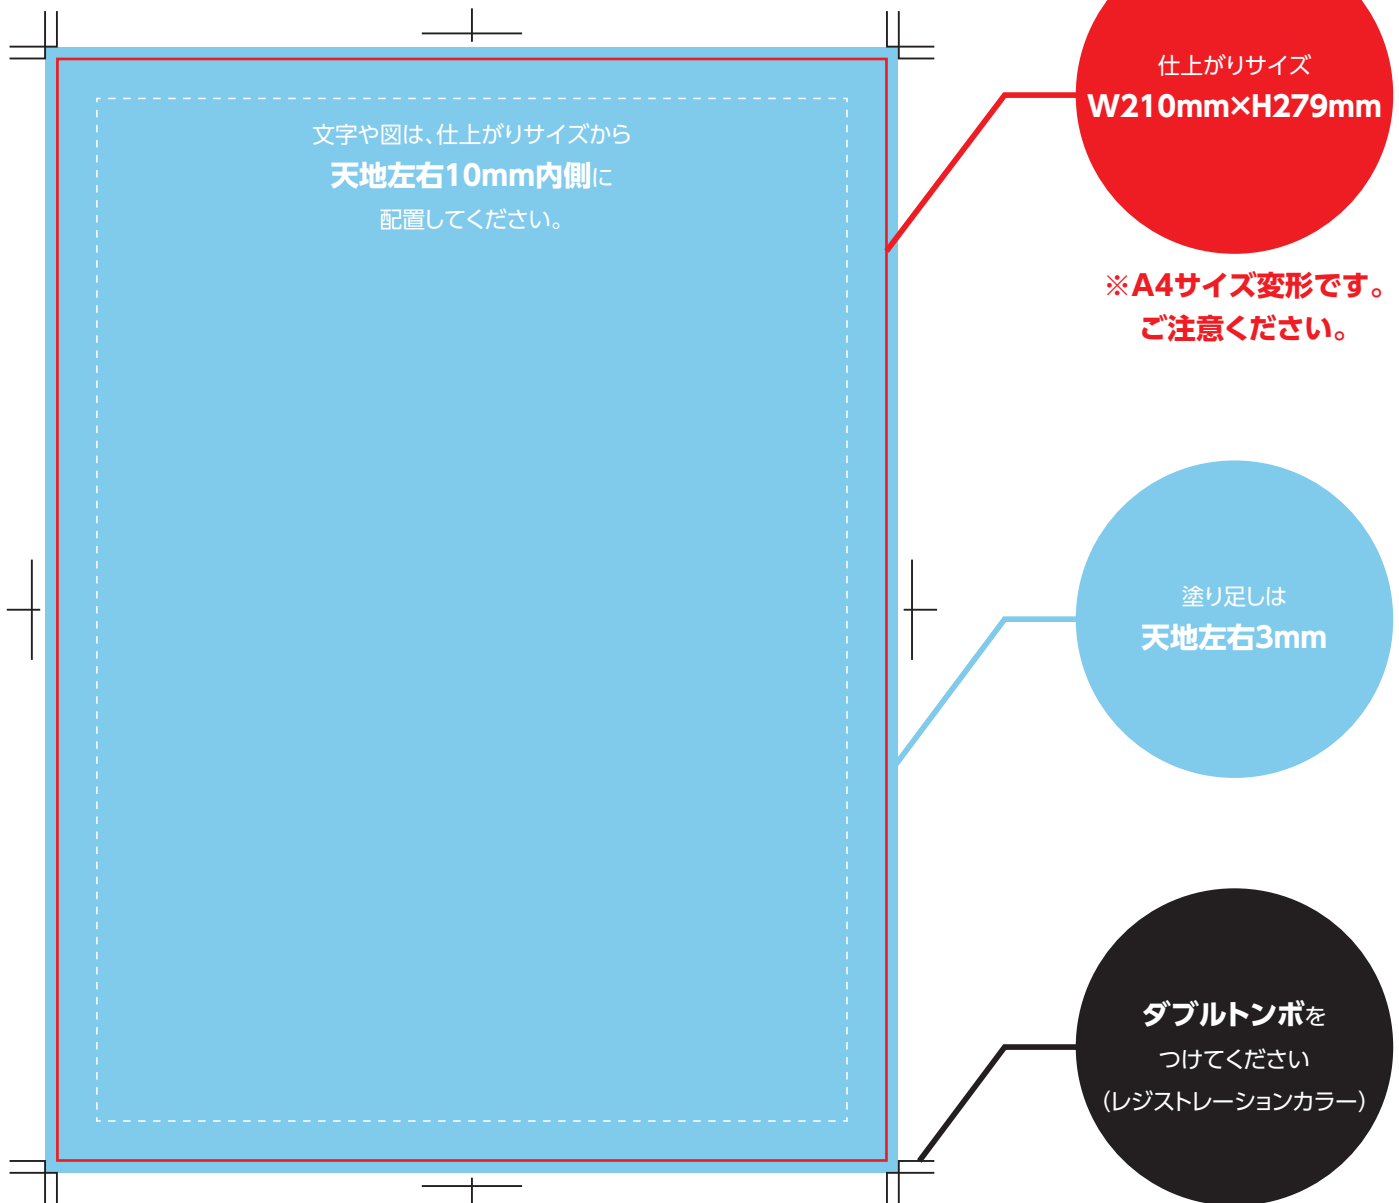 文字や図は、仕上がりサイズから
天地左右10mm内側に
配置してください。
仕上がりサイズ
W210mm×H279mm
※A4サイズ変形です。
ご注意ください。
塗り足しは
天地左右3mm
ダブルトンボを
つけてください
(レジストレーションカラー)